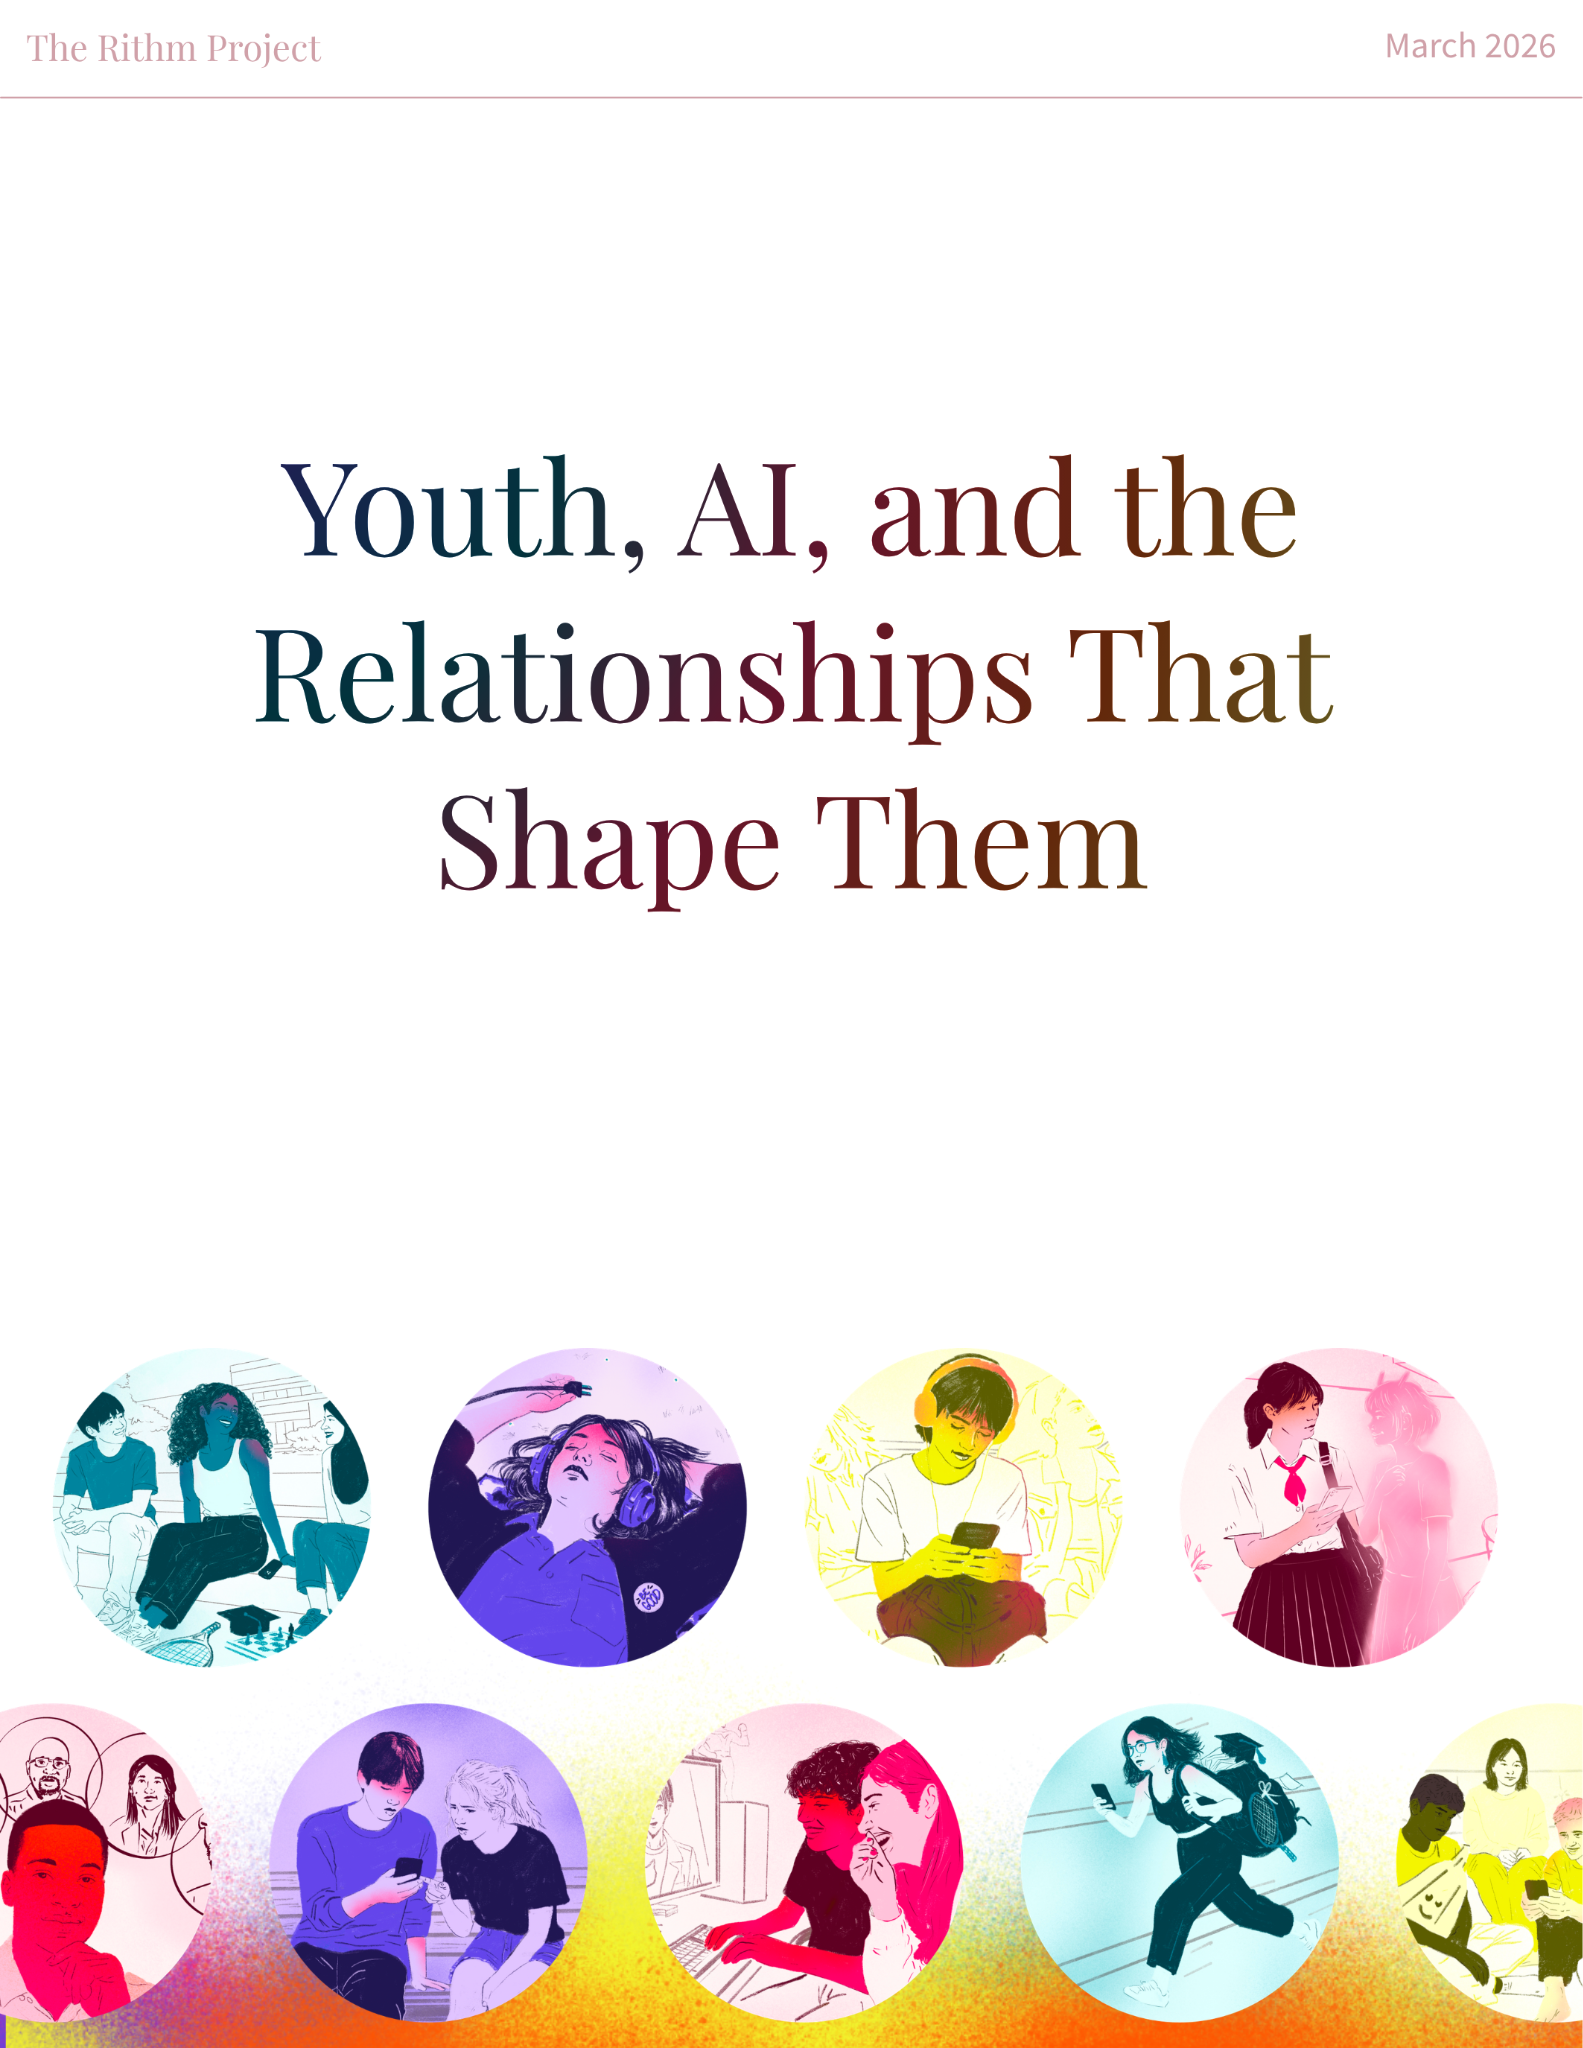 The Rithm Project
March 2026
Youth, AI, and the
Relationships That
Shape Them